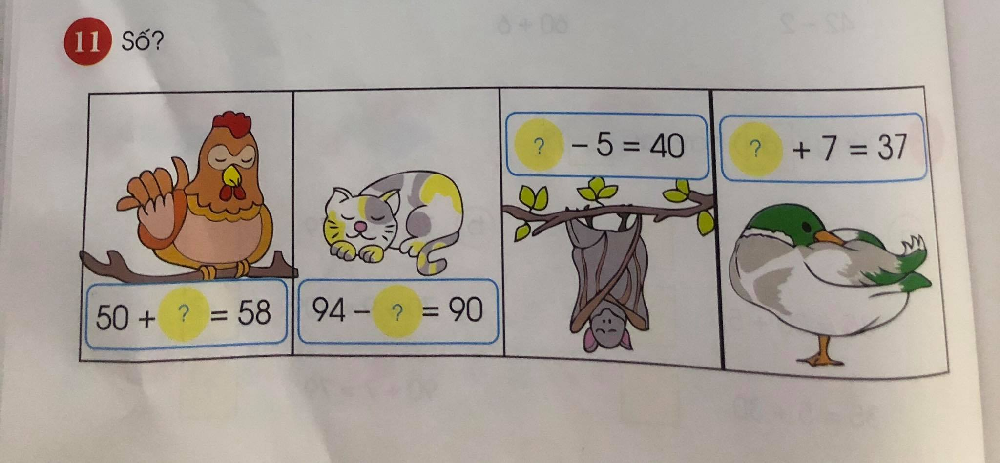 11 Số?
50 + ? = 58
94 – ? = 90
? – 5 = 40
? + 7 = 37